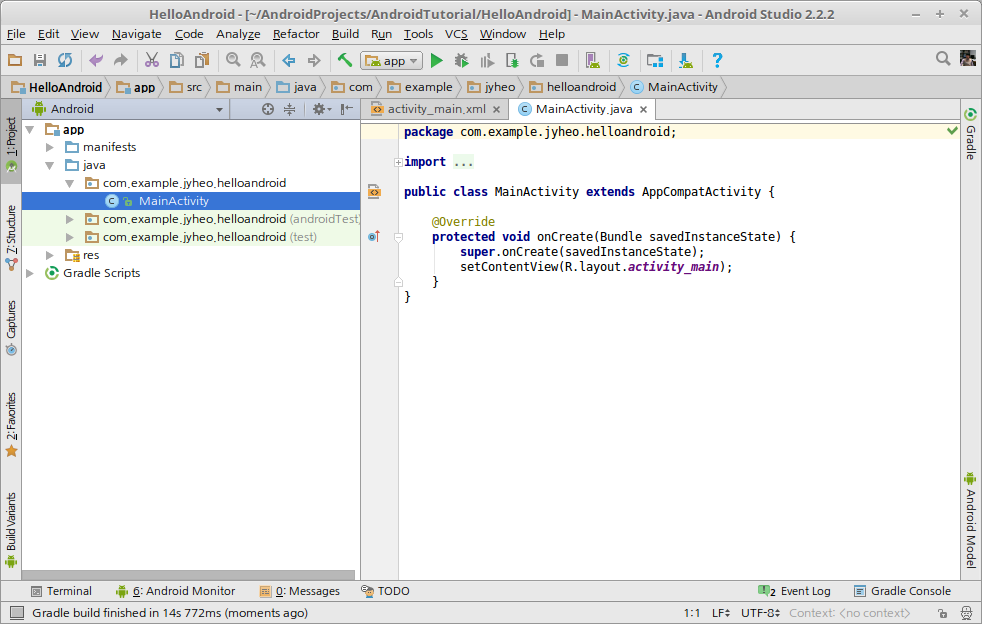 HelloAndroid - [~/AndroidProjects/AndroidTutorial/HelloAndroid] - MainActivity.java - Android Studio 2.2.2
File Edit View Navigate Code Analyze Refactor Build Run Tools VCS Window Help
app
HelloAndroid app src main java com example jyheo helloandroid MainActivity
Android
activity_main.xml MainActivity.java
1: Project
7: Structure
Captures
2: Favorites
Build Variants
app
manifests
java
com.example.jyheo.helloandroid
MainActivity
com.example.jyheo.helloandroid (androidTest
com.example.jyheo.helloandroid (test)
res
Gradle Scripts
package com.example.jyheo.helloandroid;
import ...
public class MainActivity extends AppCompatActivity {
@Override
protected void onCreate(Bundle savedInstanceState) {
super.onCreate(savedInstanceState);
setContentView(R.layout.activity_main);
}
}
Gradle
Android Model
Terminal 6: Android Monitor 0: Messages TODO 2 Event Log Gradle Console
Gradle build finished in 14s 772ms (moments ago) 1:1 LF UTF-8 Context: <no context>